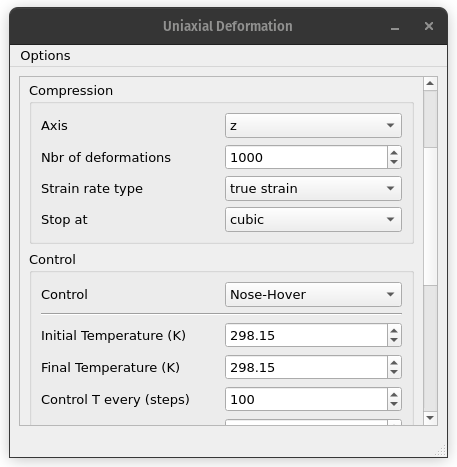 Uniaxial Deformation
Options
Compression
Axis z
Nbr of deformations 1000
Strain rate type true strain
Stop at cubic
Control
Control Nose-Hover
Initial Temperature (K) 298.15
Final Temperature (K) 298.15
Control T every (steps) 100